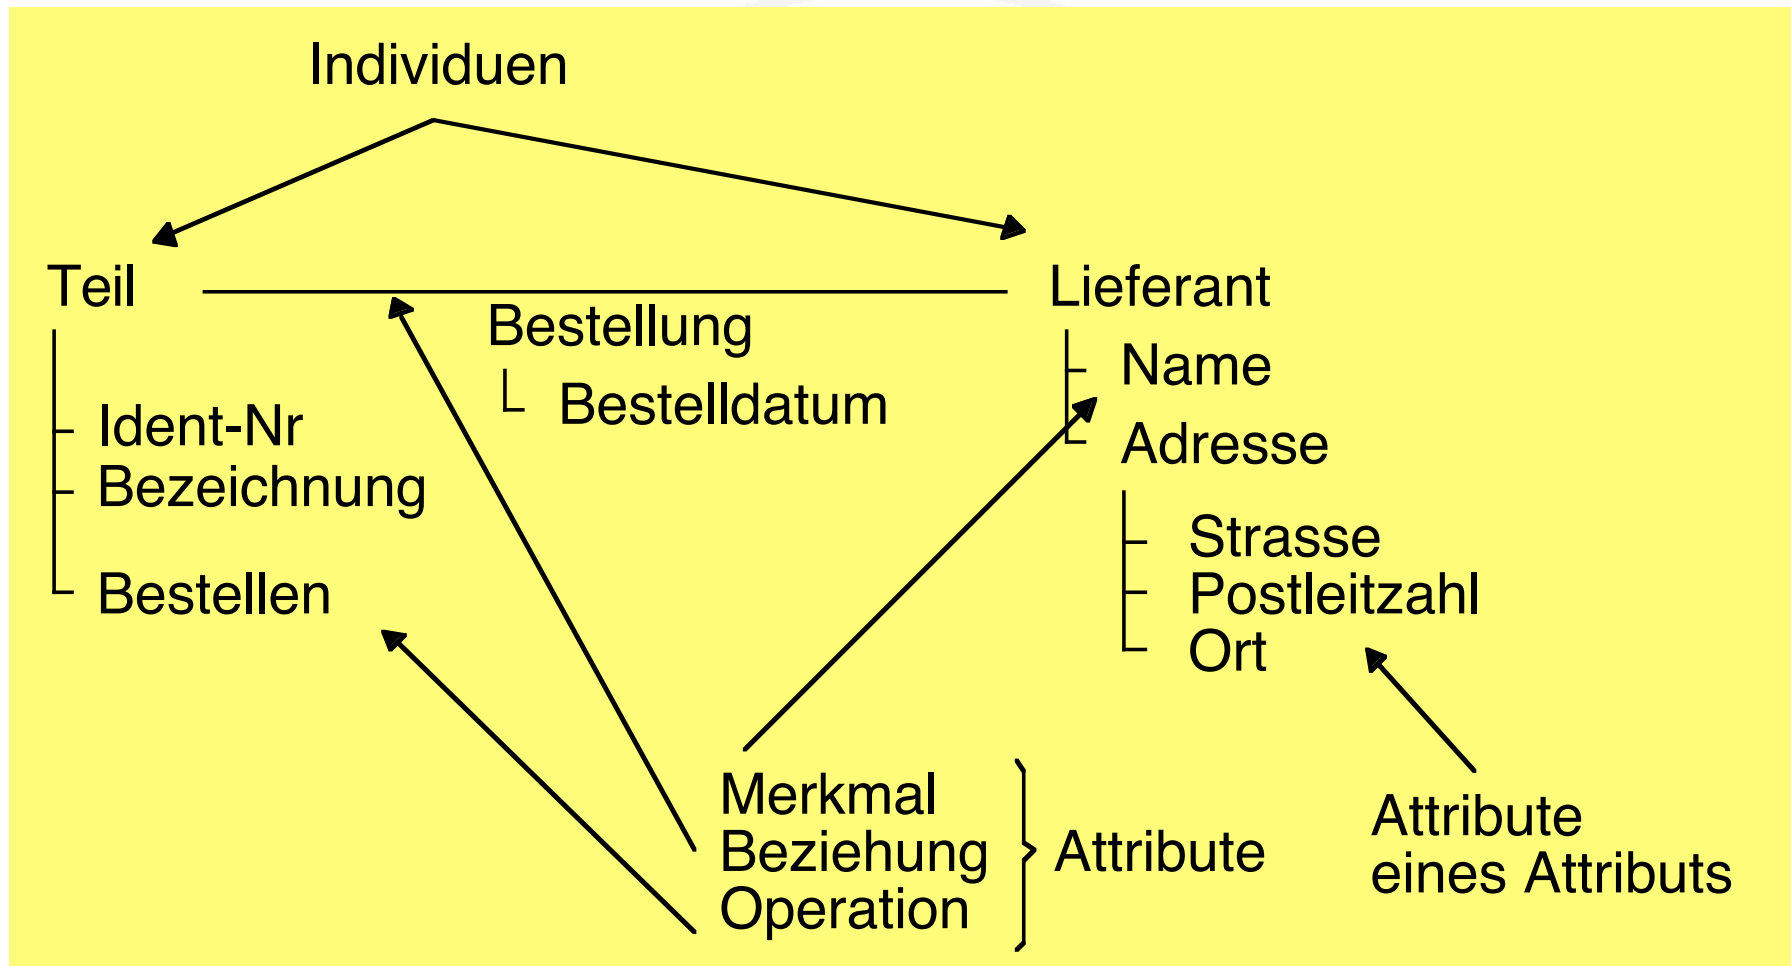 Individuen
Teil
Lieferant
Bestellung
Name
Bestelldatum
Ident-Nr
Adresse
Bezeichnung
Strasse
Bestellen
Postleitzahl
Ort
Merkmal
Attribute
Beziehung
Attribute
eines Attributs
Operation